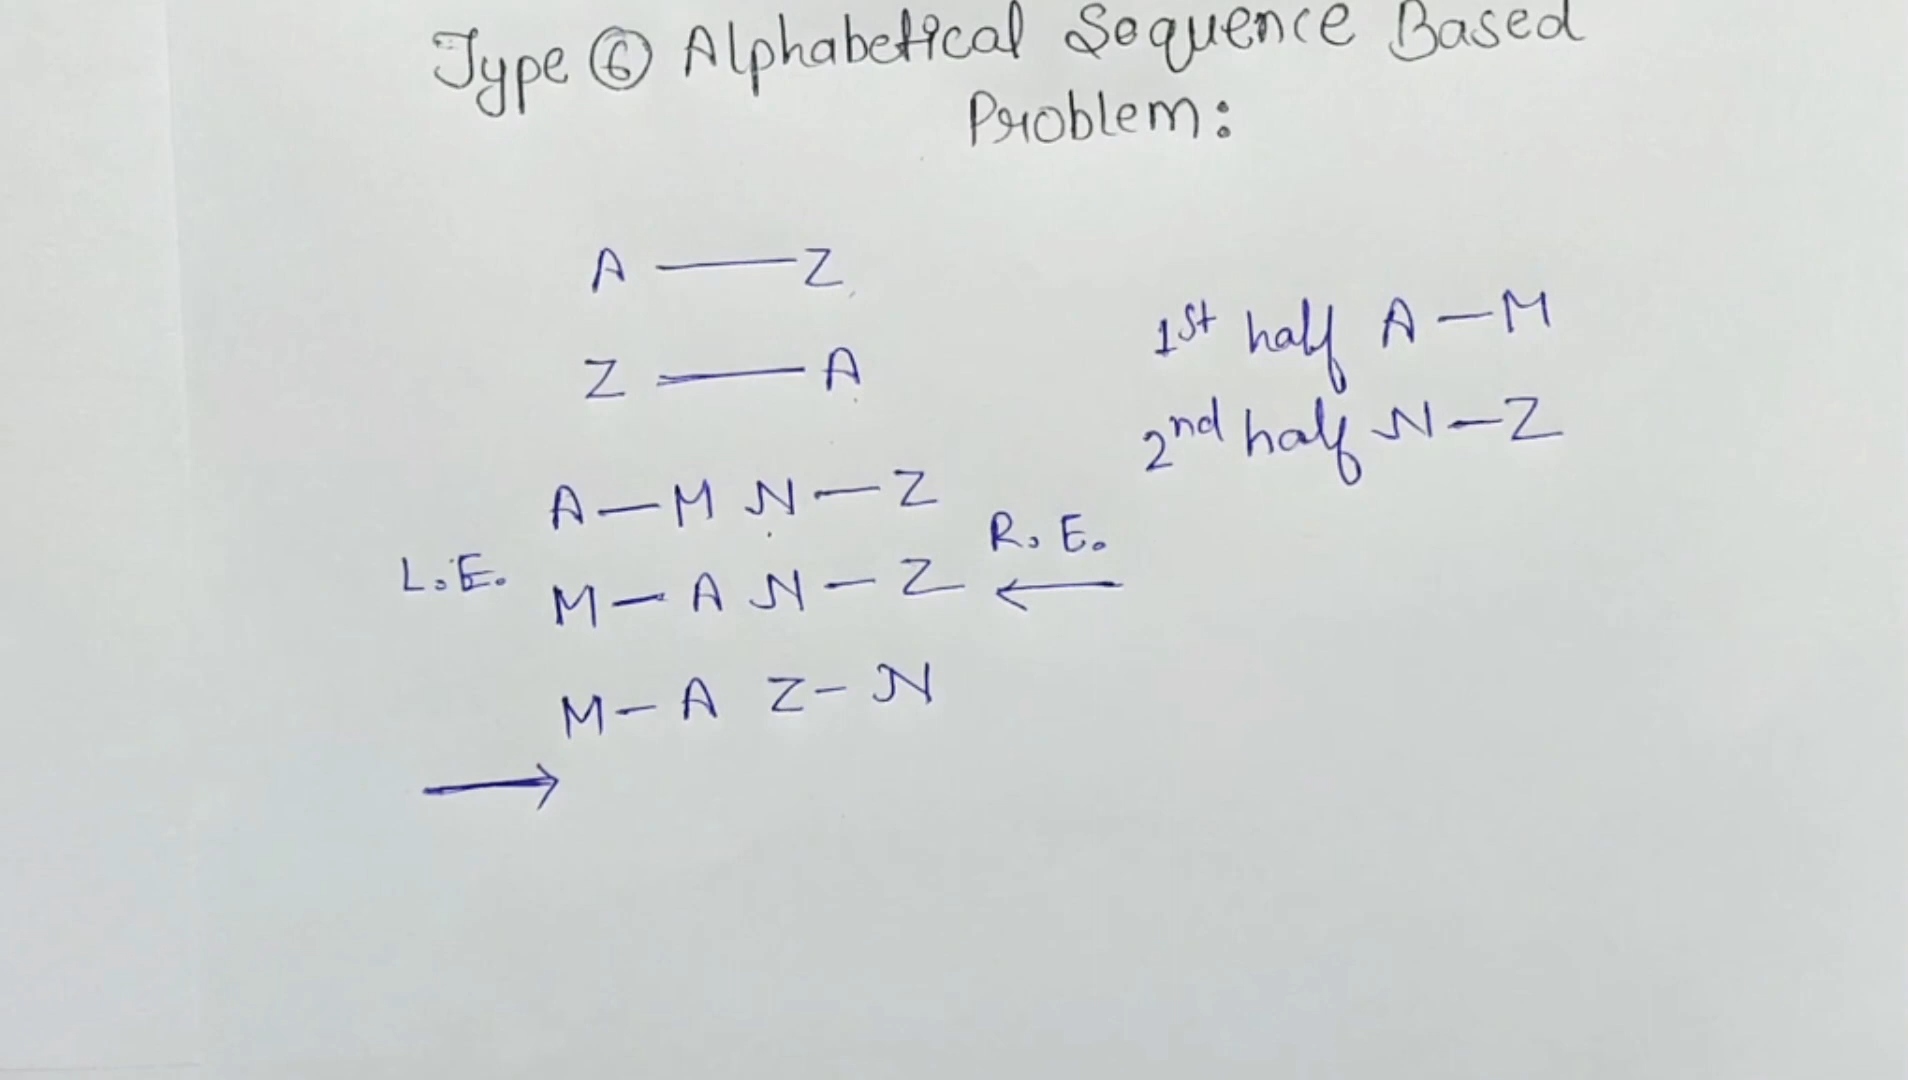 Type ⑥ Alphabetical Sequence Based
Problem:
A — Z
Z — A
1st half A — M
2nd half N — Z
A — M N — Z
R. E.
L. E.
M — A N — Z ←
M — A Z — N
→